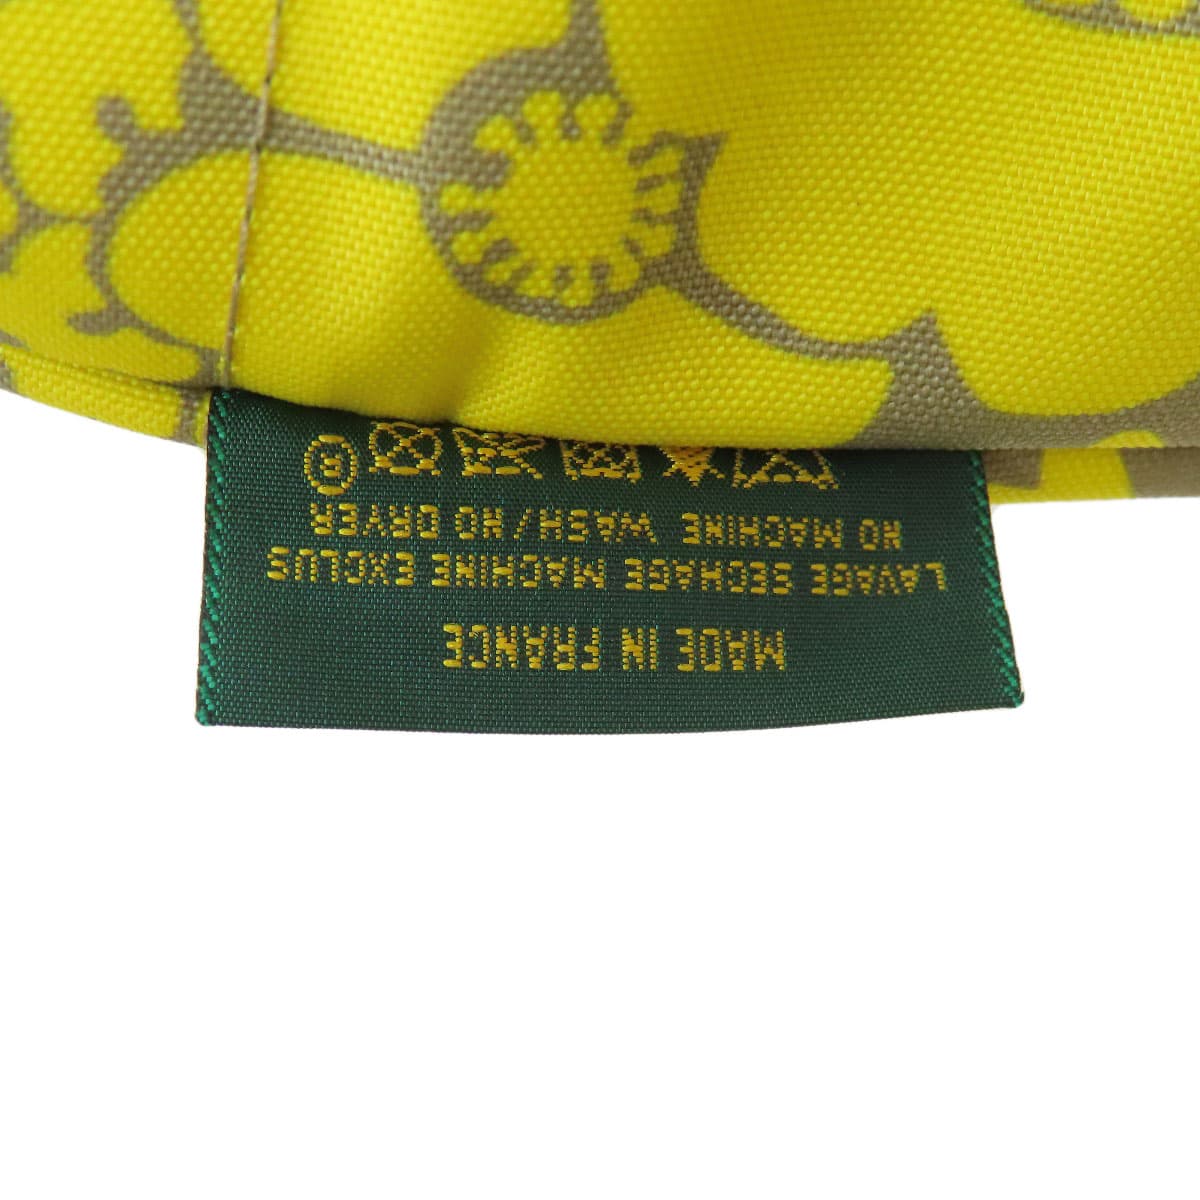 MADE IN FRANCE
LAVAGE SECHAGE MACHINE EXCLUS
NO MACHINE WASH/NO DRYER